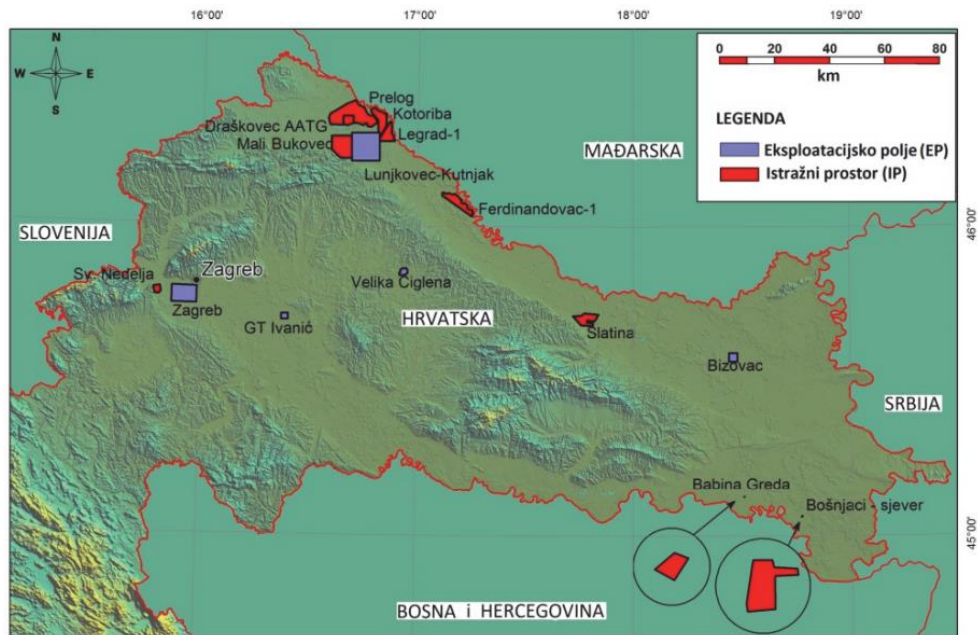 16°00'
17°00'
18°00'
19°00'
N
W
E
S
0 20 40 60 80
km
LEGENDA
Eksploatacijsko polje (EP)
Istražni prostor (IP)
Prelog
Kotoriba
Draškovec AATG
Legrad-1
Mali Bukovec
Lunjkovec-Kutnjak
MAĐARSKA
Ferdinandovac-1
46°00'
SLOVENIJA
Sv. Nedelja
Zagreb
Zagreb
Velika Ciglena
GT Ivanić
HRVATSKA
Slatina
Bizovac
SRBIJA
Babina Greda
Bošnjaci - sjever
45°00'
BOSNA i HERCEGOVINA